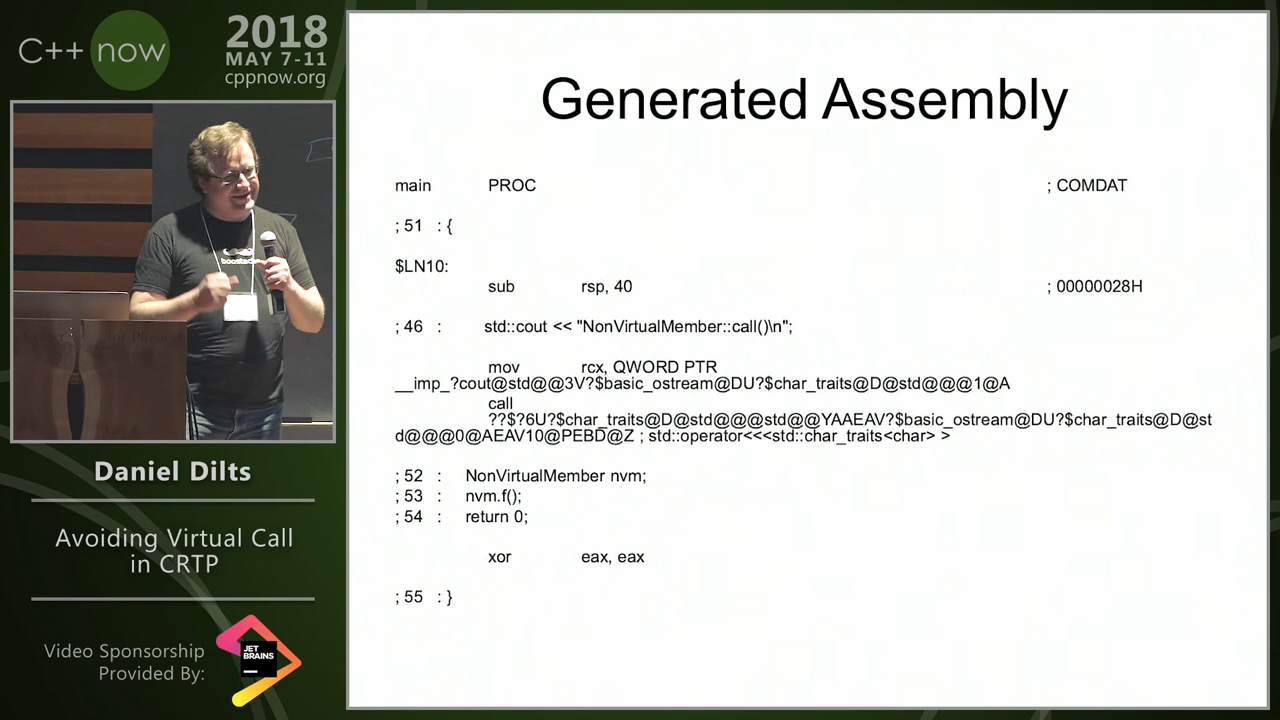 C++ now
2018
MAY 7-11
cppnow.org
boostache
Daniel Dilts
Avoiding Virtual Call
in CRTP
Video Sponsorship
Provided By:
JET
BRAINS
Generated Assembly
main PROC ; COMDAT
; 51 : {
$LN10:
sub rsp, 40 ; 00000028H
; 46 : std::cout << "NonVirtualMember::call()\n";
mov rcx, QWORD PTR
__imp_?cout@std@@3V?$basic_ostream@DU?$char_traits@D@std@@@1@A
call
??$?6U?$char_traits@D@std@@@std@@YAAEAV?$basic_ostream@DU?$char_traits@D@st
d@@@0@AEAV10@PEBD@Z ; std::operator<<<std::char_traits<char> >
; 52 : NonVirtualMember nvm;
; 53 : nvm.f();
; 54 : return 0;
xor eax, eax
; 55 : }